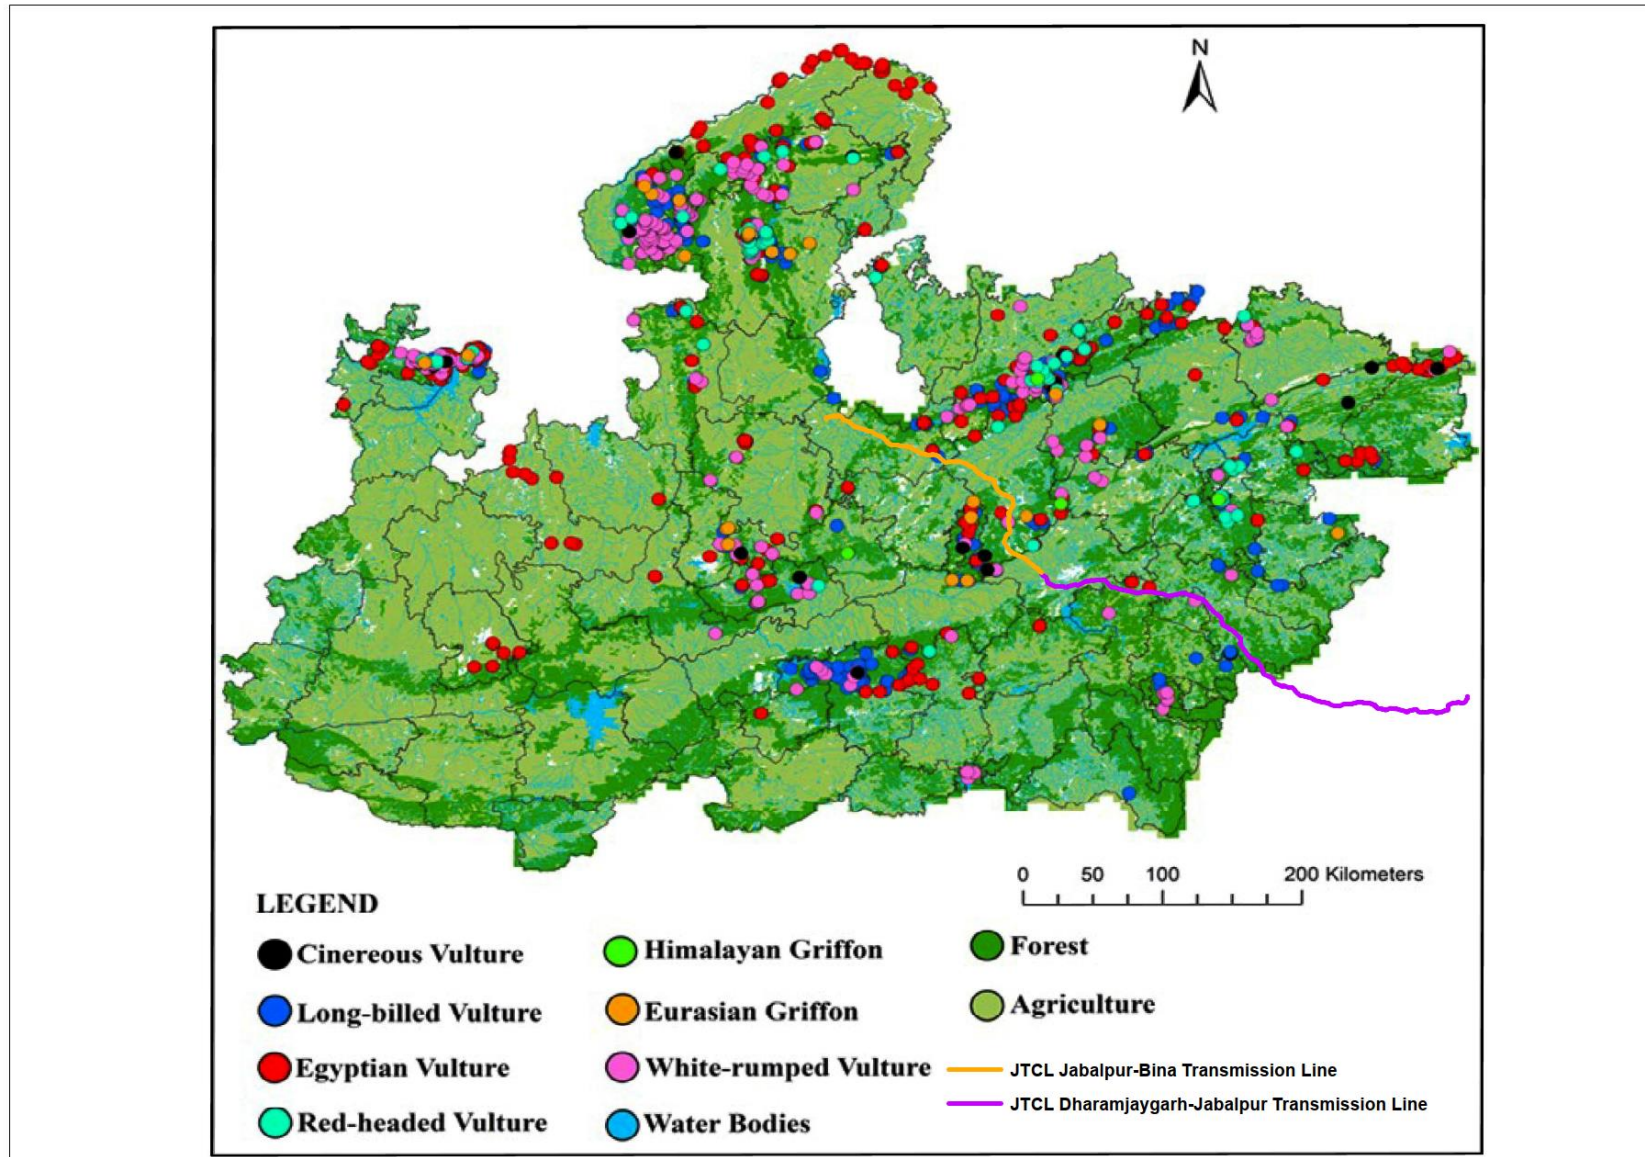 N
0 50 100 200 Kilometers
LEGEND
Cinereous Vulture
Long-billed Vulture
Egyptian Vulture
Red-headed Vulture
Himalayan Griffon
Eurasian Griffon
White-rumped Vulture
Water Bodies
Forest
Agriculture
JTCL Jabalpur-Bina Transmission Line
JTCL Dharamjaygarh-Jabalpur Transmission Line